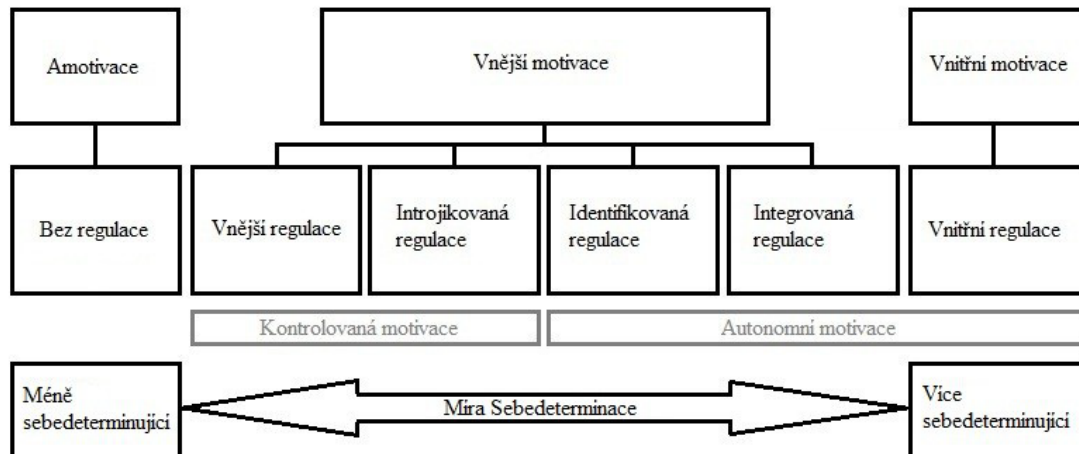 Amotivace
Vnější motivace
Vnitřní motivace
Bez regulace
Vnější regulace
Introjikovaná
regulace
Identifikovaná
regulace
Integrovaná
regulace
Vnitřní regulace
Kontrolovaná motivace
Autonomní motivace
Méně
sebedeterminující
Míra Sebedeterminace
Více
sebedeterminující